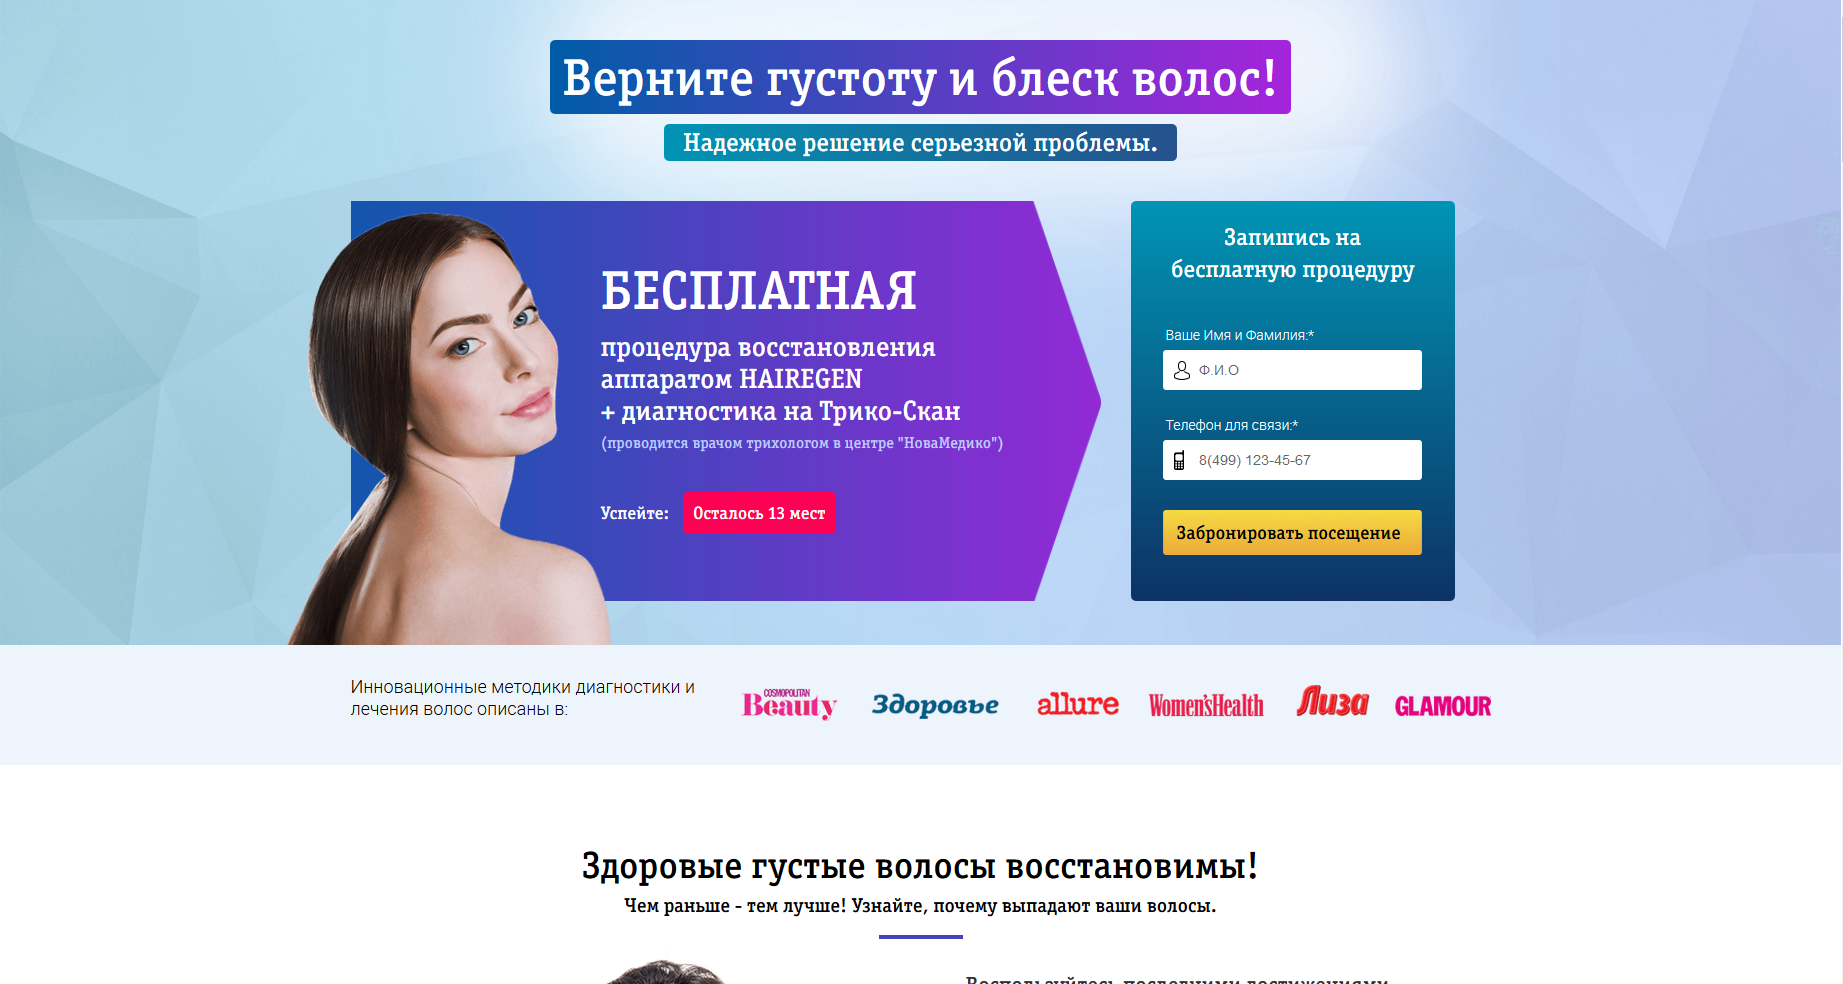 Верните густоту и блеск волос!
Надежное решение серьезной проблемы.
БЕСПЛАТНАЯ
процедура восстановления
аппаратом HAIREGEN
+ диагностика на Трико-Скан
(проводится врачом трихологом в центре "НоваМедико")
Успейте: Осталось 13 мест
Запишись на
бесплатную процедуру
Ваше Имя и Фамилия:*
Ф.И.О
Телефон для связи:*
8(499) 123-45-67
Забронировать посещение
Инновационные методики диагностики и
лечения волос описаны в:
COSMOPOLITAN
Beauty
Здоровье
allure
Women'sHealth
Лиза
GLAMOUR
Здоровые густые волосы восстановимы!
Чем раньше - тем лучше! Узнайте, почему выпадают ваши волосы.
Воспользуйтесь последними достижениями